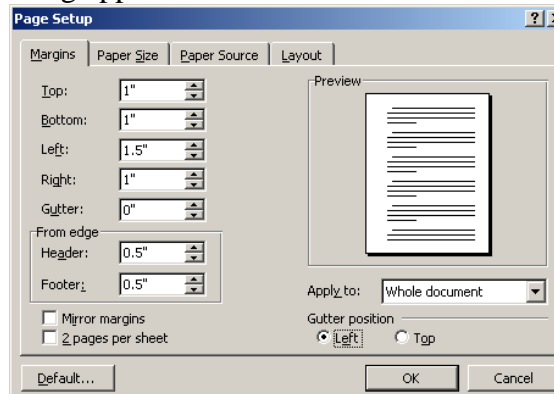 Page Setup
Margins Paper Size Paper Source Layout
Top: 1"
Bottom: 1"
Left: 1.5"
Right: 1"
Gutter: 0"
From edge
Header: 0.5"
Footer: 0.5"
Mirror margins
2 pages per sheet
Preview
Apply to: Whole document
Gutter position
Left Top
Default... OK Cancel